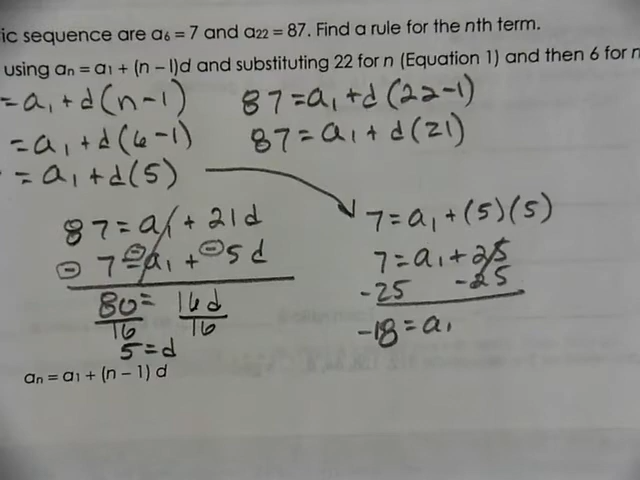 ic sequence are a₆ = 7 and a₂₂ = 87. Find a rule for the nth term.
using aₙ = a₁ + (n – 1)d and substituting 22 for n (Equation 1) and then 6 for n
= a₁ + d(n-1)
87 = a₁ + d(22-1)
= a₁ + d(6-1)
87 = a₁ + d(21)
= a₁ + d(5)
87 = a₁ + 21d
- 7 = a₁ + 5d
80 = 16d
16 16
5 = d
7 = a₁ + (5)(5)
7 = a₁ + 25
-25 -25
-18 = a₁
aₙ = a₁ + (n – 1) d